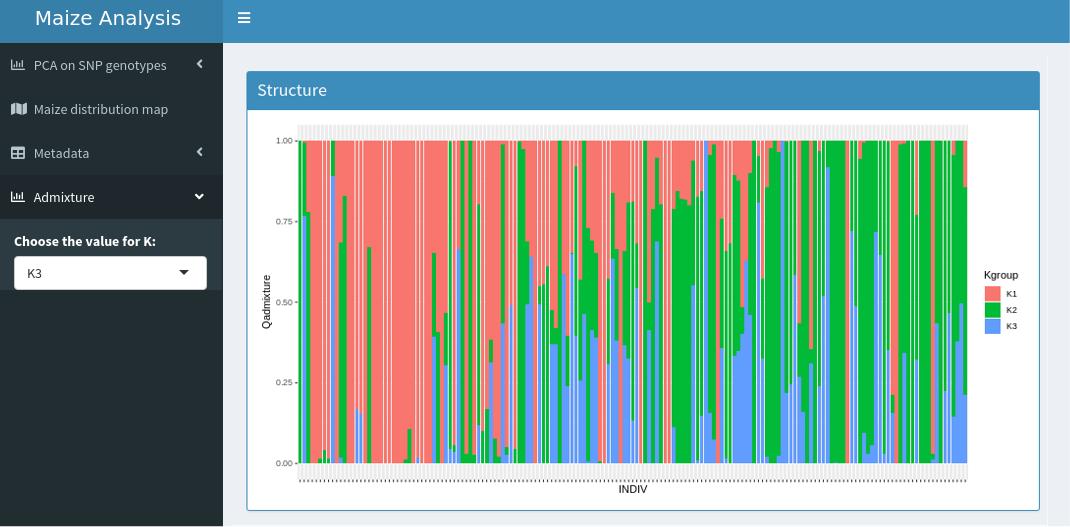 Maize Analysis
PCA on SNP genotypes
Maize distribution map
Metadata
Admixture
Choose the value for K:
K3
Structure
1.00
0.75
0.50
0.25
0.00
Qadmixture
INDIV
Kgroup
K1
K2
K3